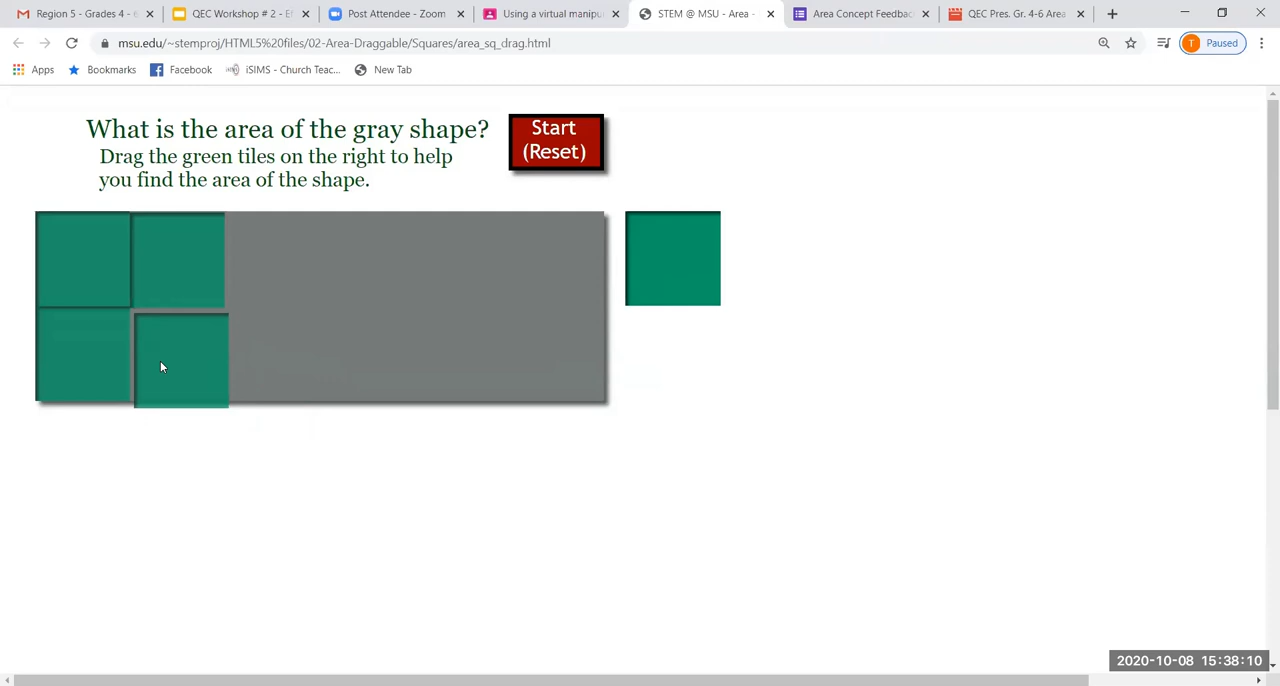 Region 5 - Grades 4 - 6
QEC Workshop # 2 - E
Post Attendee - Zoom
Using a virtual manipu
STEM @ MSU - Area -
Area Concept Feedback
QEC Pres. Gr. 4-6 Area
msu.edu/~stemproj/HTML5%20files/02-Area-Draggable/Squares/area_sq_drag.html
T
Paused
Apps
Bookmarks
Facebook
iSIMS - Church Teac...
New Tab
What is the area of the gray shape?
Drag the green tiles on the right to help
you find the area of the shape.
Start
(Reset)
2020-10-08 15:38:10